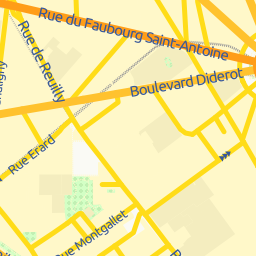 Rue du Faubourg Saint-Antoine
Rue de Reuilly
Boulevard Diderot
Rue Erard
Rue Montgallet